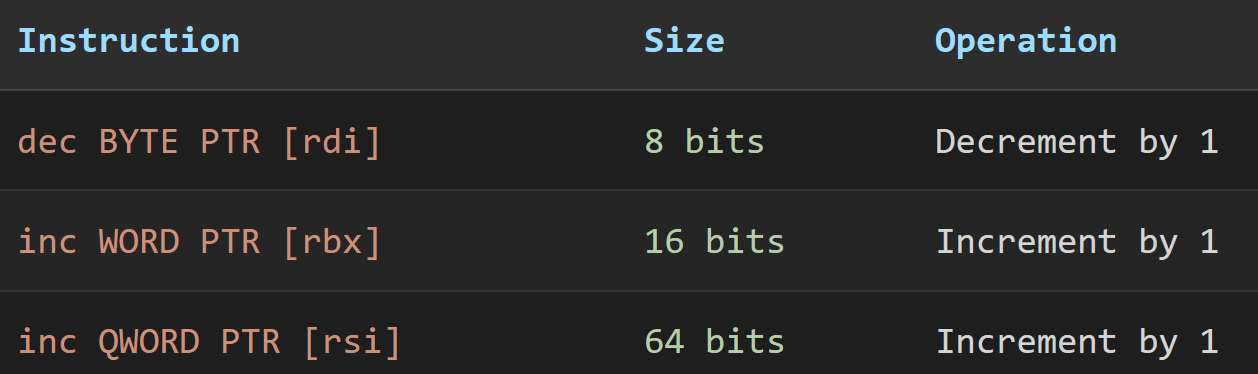 Instruction Size Operation
dec BYTE PTR [rdi] 8 bits Decrement by 1
inc WORD PTR [rbx] 16 bits Increment by 1
inc QWORD PTR [rsi] 64 bits Increment by 1